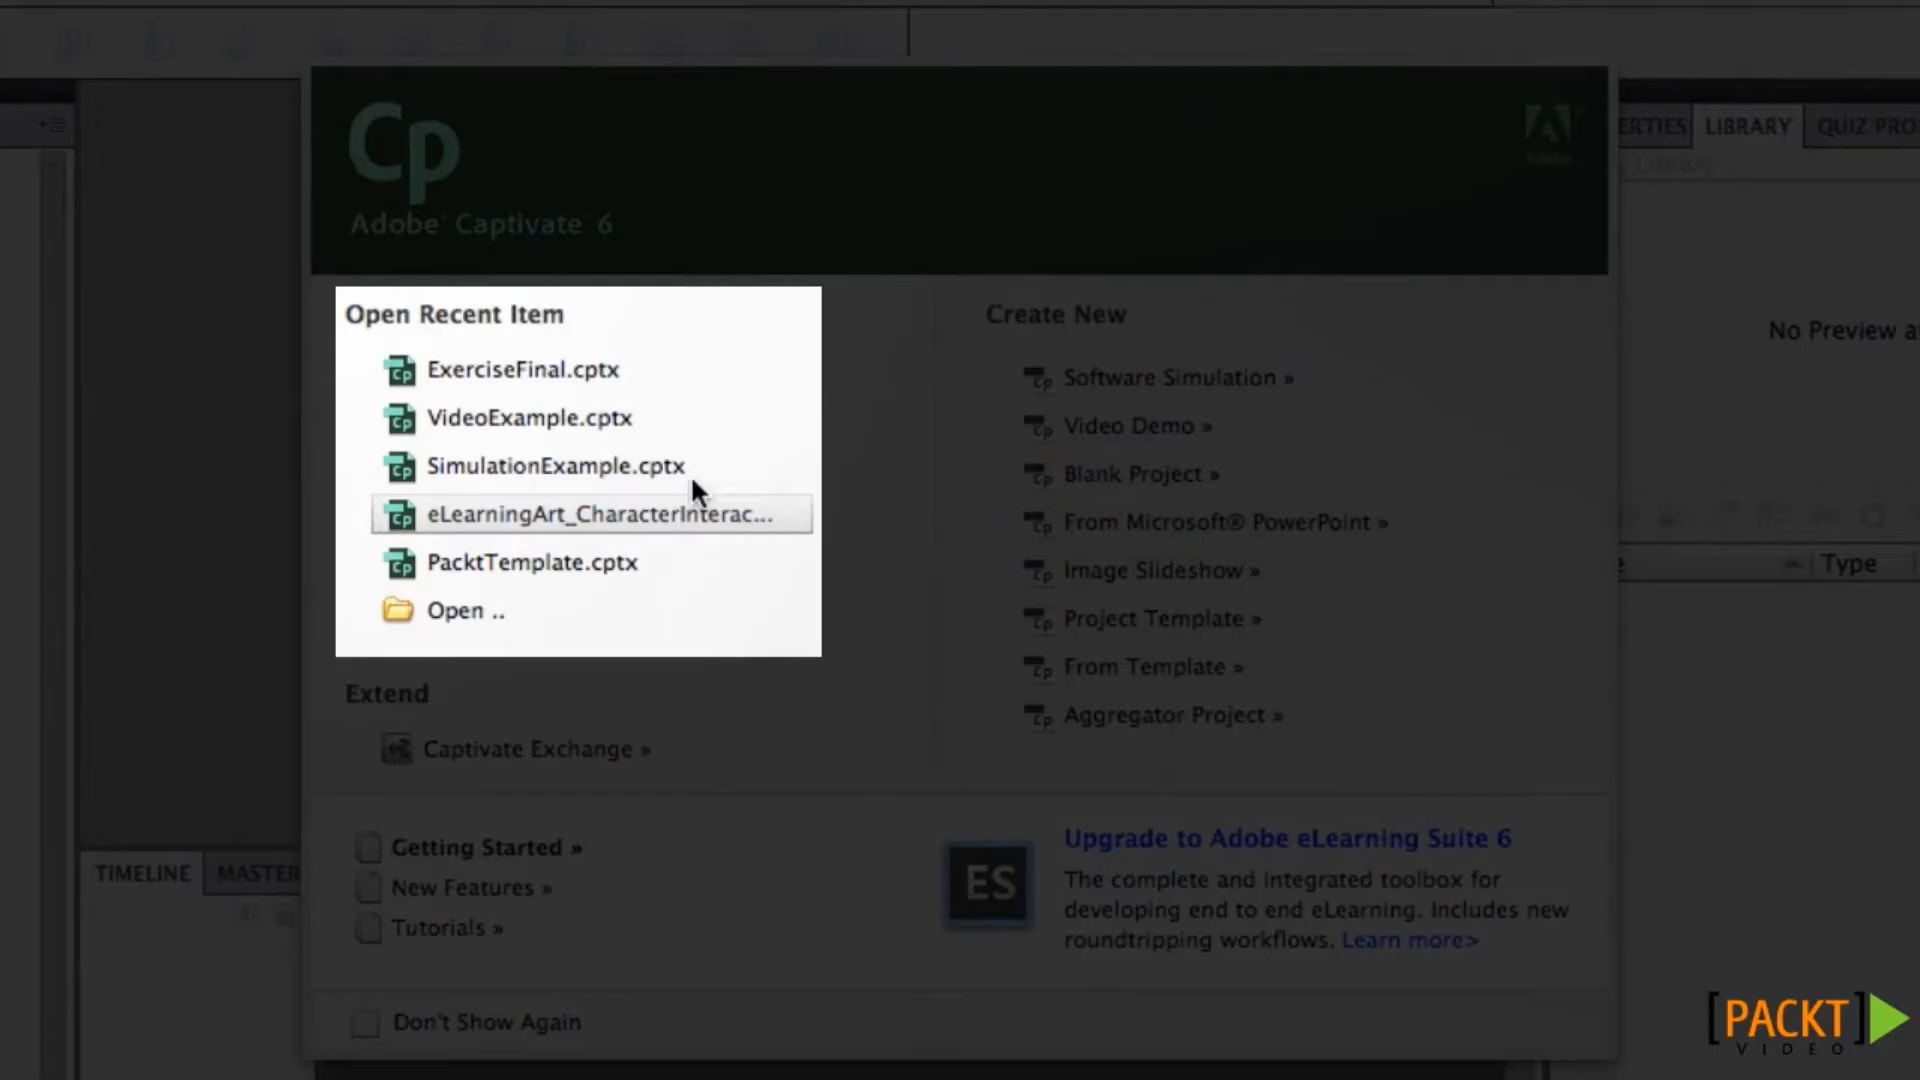 Cp
Adobe® Captivate® 6
Adobe
ERTIES
LIBRARY
QUIZ PRO
Library
No Preview a
Type
Open Recent Item
ExerciseFinal.cptx
VideoExample.cptx
SimulationExample.cptx
eLearningArt_CharacterInterac...
PacktTemplate.cptx
Open ..
Create New
Software Simulation »
Video Demo »
Blank Project »
From Microsoft® PowerPoint »
Image Slideshow »
Project Template »
From Template »
Aggregator Project »
Extend
Captivate Exchange »
Getting Started »
New Features »
Tutorials »
ES
Upgrade to Adobe eLearning Suite 6
The complete and integrated toolbox for
developing end to end eLearning. Includes new
roundtripping workflows. Learn more>
Don't Show Again
TIMELINE
MASTER
[PACKT]
VIDEO